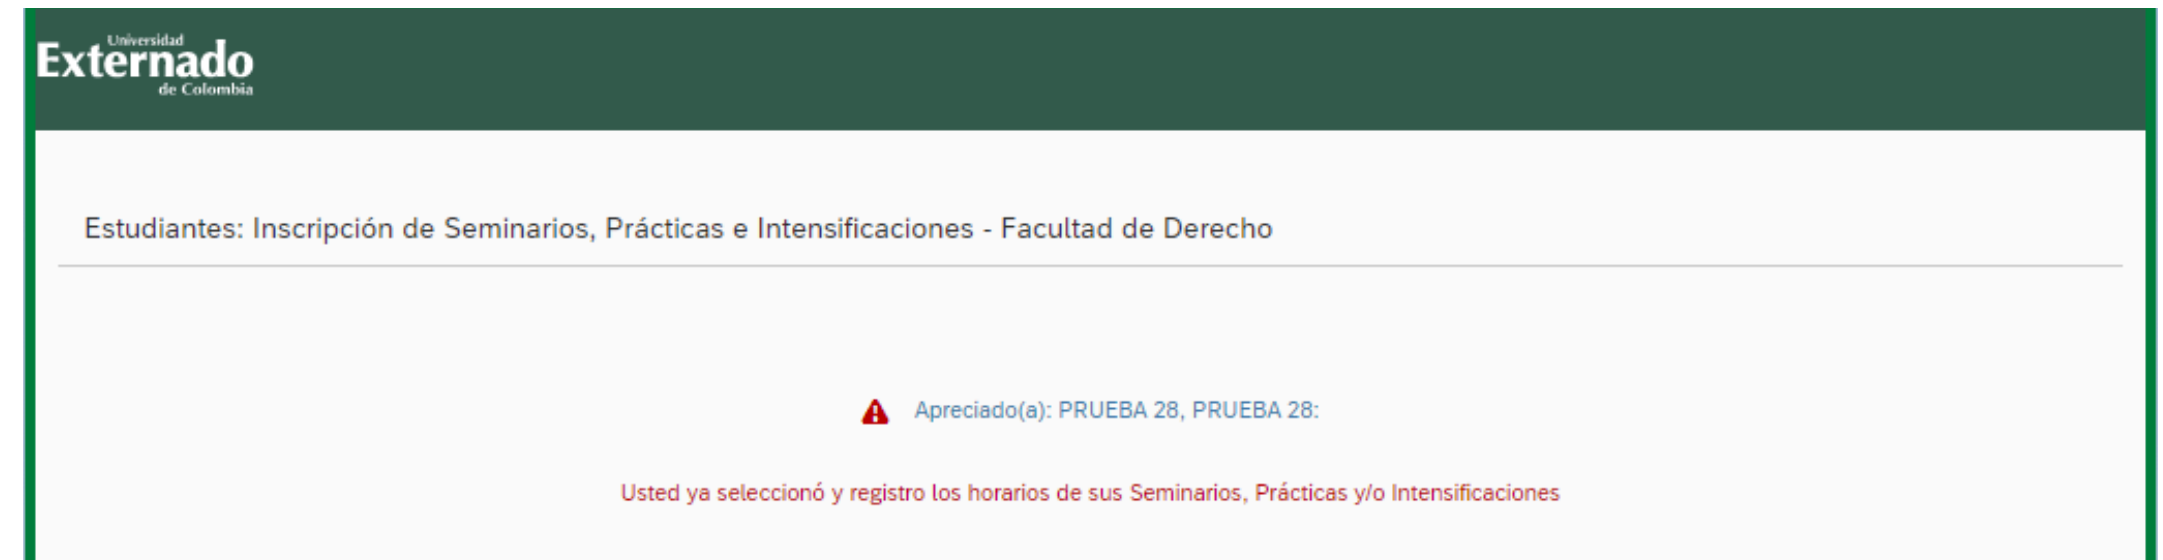 Universidad
Externado
de Colombia
Estudiantes: Inscripción de Seminarios, Prácticas e Intensificaciones - Facultad de Derecho
Apreciado(a): PRUEBA 28, PRUEBA 28:
Usted ya seleccionó y registro los horarios de sus Seminarios, Prácticas y/o Intensificaciones